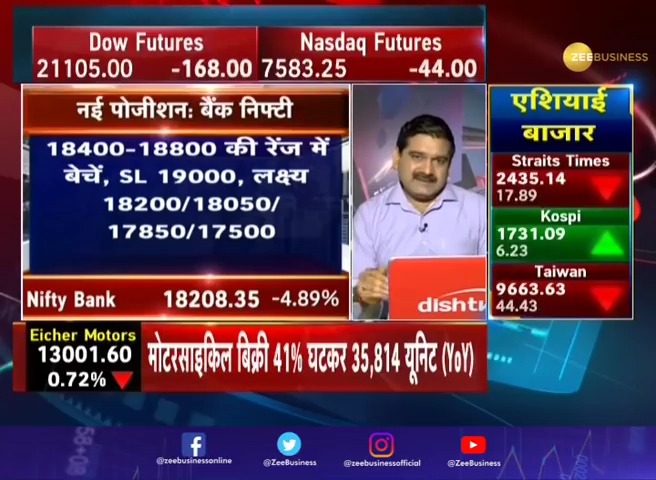 Dow Futures
21105.00 -168.00
Nasdaq Futures
7583.25 -44.00
ZEEBUSINESS
नई पोजीशन: बैंक निफ्टी
18400-18800 की रेंज में
बेचें, SL 19000, लक्ष्य
18200/18050/
17850/17500
Nifty Bank 18208.35 -4.89%
एशियाई
बाजार
Straits Times
2435.14
17.89
Kospi
1731.09
6.23
Taiwan
9663.63
44.43
disht
Eicher Motors
13001.60
0.72%
मोटरसाइकिल बिक्री 41% घटकर 35,814 यूनिट (YoY)
@zeebusinessonline
@ZeeBusiness
@zeebusinessofficial
@ZeeBusiness